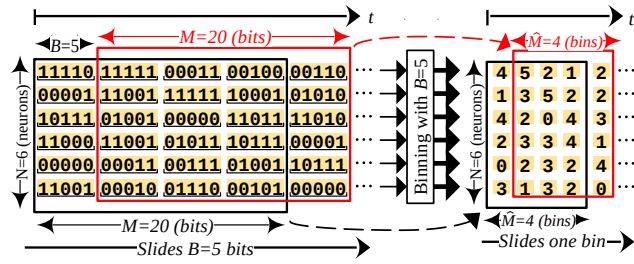 t
t
B=5
M=20 (bits)
M̂=4 (bins)
N=6 (neurons)
11110 11111 00011 00100 00110 ...
00001 11001 11111 10001 01010 ...
10111 01001 00000 11011 11010 ...
11000 11001 01011 01111 01001 ...
00000 00011 00111 01001 10111 ...
11001 00010 01110 00101 00000 ...
Binning with B=5
N=6 (neurons)
4 5 2 1 2 ...
1 3 5 2 2 ...
4 2 0 4 3 ...
2 3 3 4 1 ...
0 2 3 2 4 ...
3 1 3 2 0 ...
M=20 (bits)
M̂=4 (bins)
Slides B=5 bits
Slides one bin